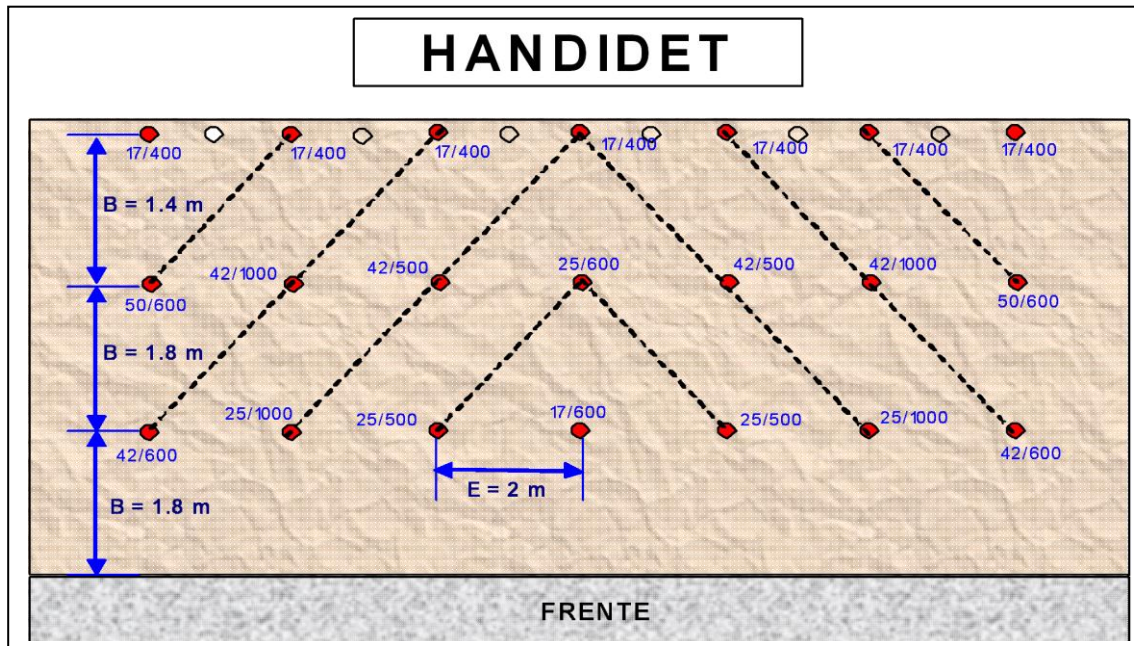 HANDIDET
17/400 17/400 17/400 17/400 17/400 17/400 17/400
B = 1.4 m
42/1000 42/500 25/600 42/500 42/1000
50/600 50/600
B = 1.8 m
25/1000 25/500 17/600 25/500 25/1000
42/600 42/600
E = 2 m
B = 1.8 m
FRENTE